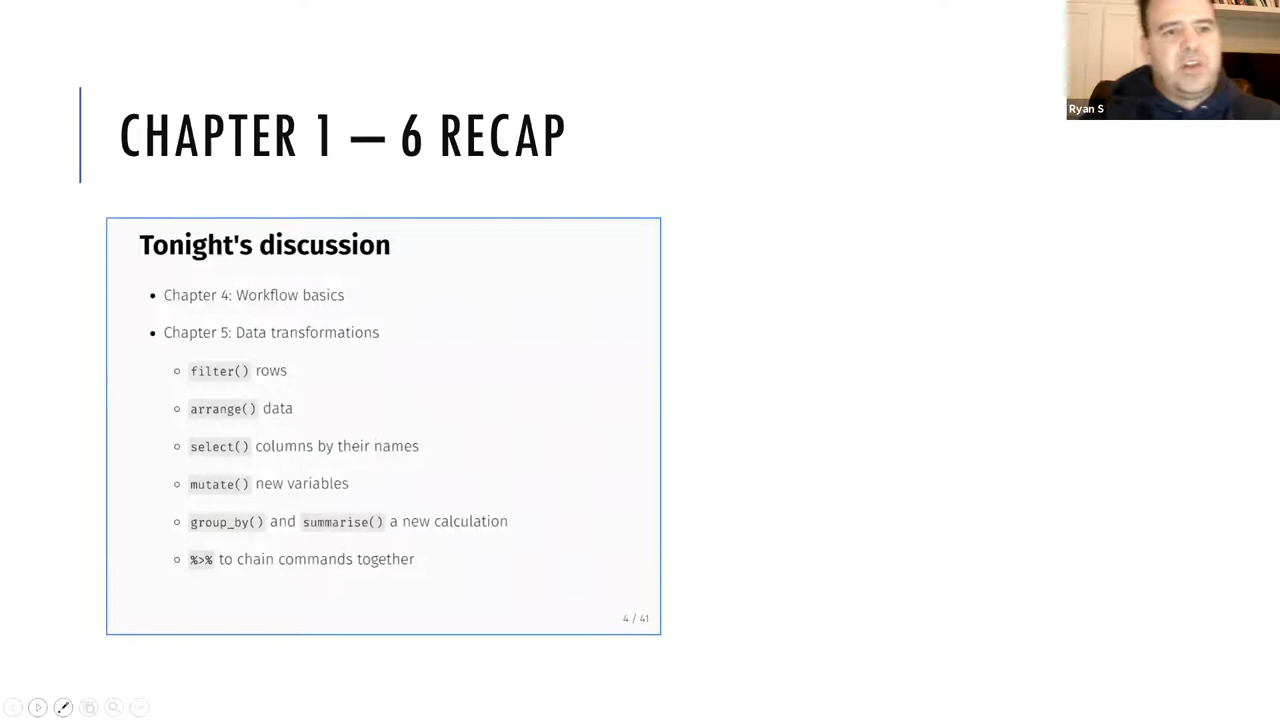 CHAPTER 1 – 6 RECAP
Ryan S
Tonight's discussion
Chapter 4: Workflow basics
Chapter 5: Data transformations
filter() rows
arrange() data
select() columns by their names
mutate() new variables
group_by() and summarise() a new calculation
%>% to chain commands together
4 / 41